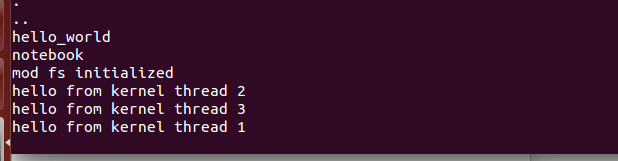 .
..
hello_world
notebook
mod fs initialized
hello from kernel thread 2
hello from kernel thread 3
hello from kernel thread 1